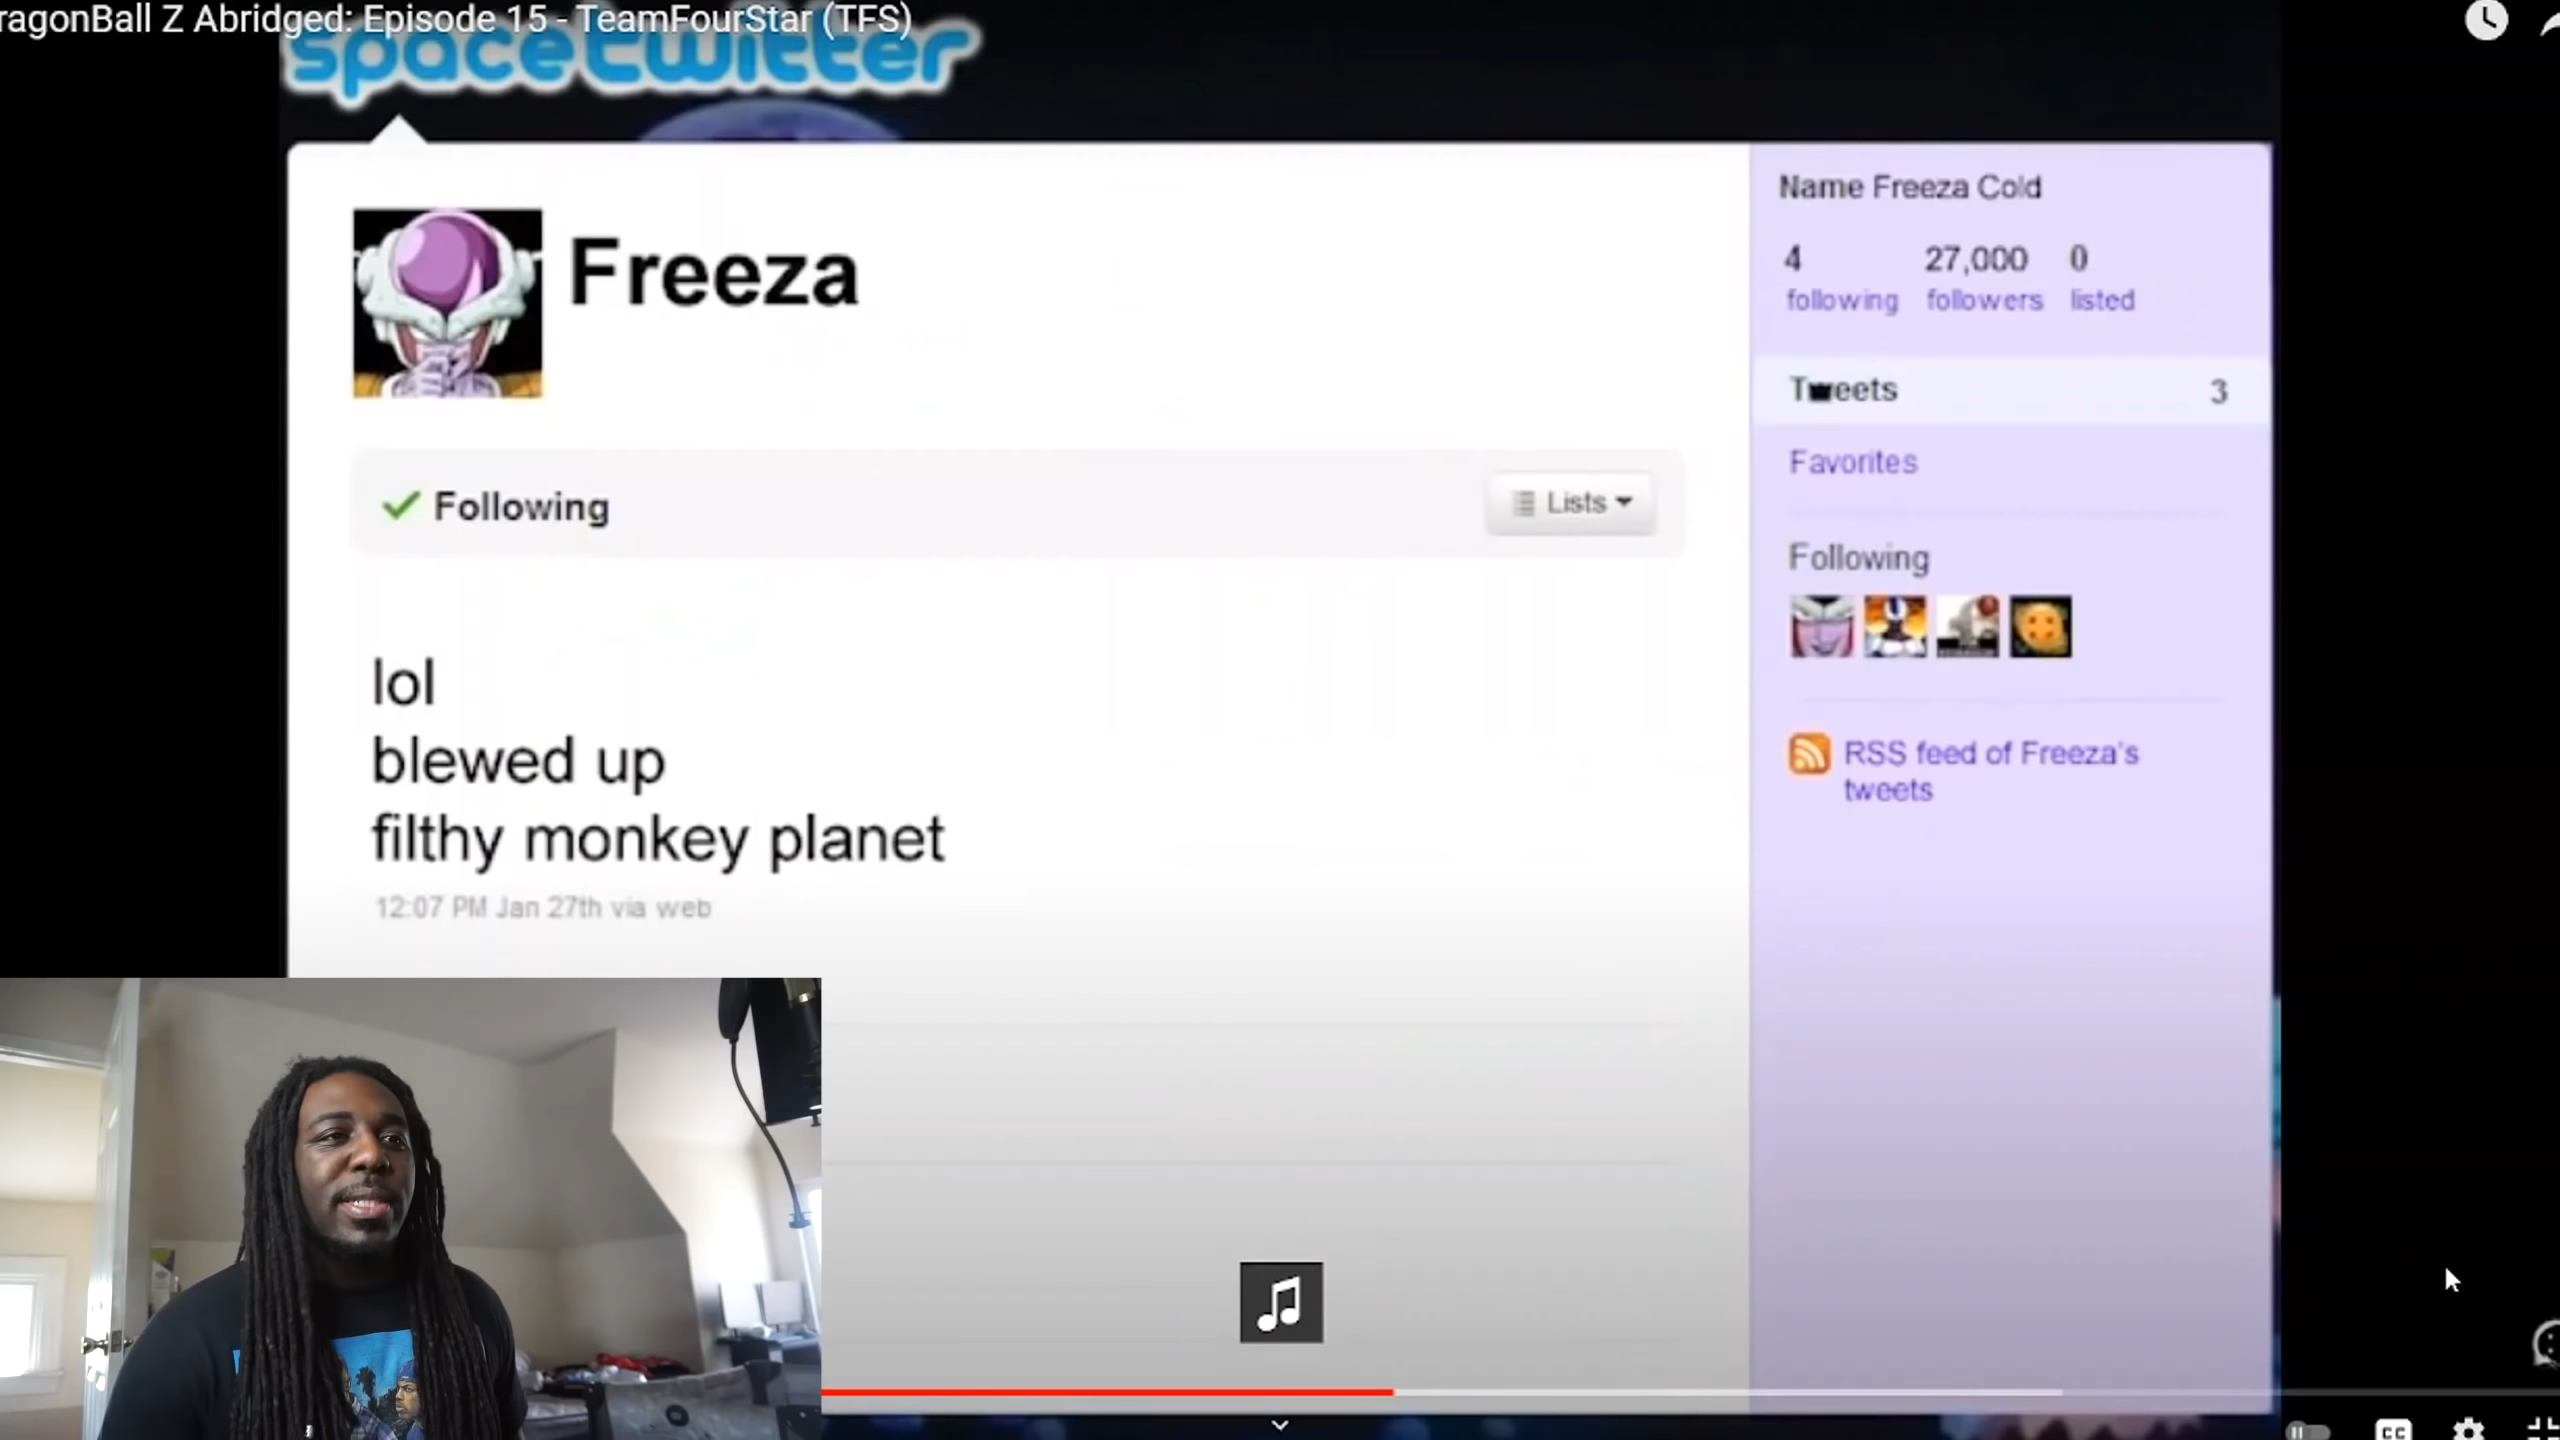 ragonBall Z Abridged: Episode 15 - TeamFourStar (TFS)
spacetwitter
Freeza
Following
Lists
lol
blewed up
filthy monkey planet
12:07 PM Jan 27th via web
Name Freeza Cold
4 27,000 0
following followers listed
Tweets 3
Favorites
Following
RSS feed of Freeza's
tweets
CC